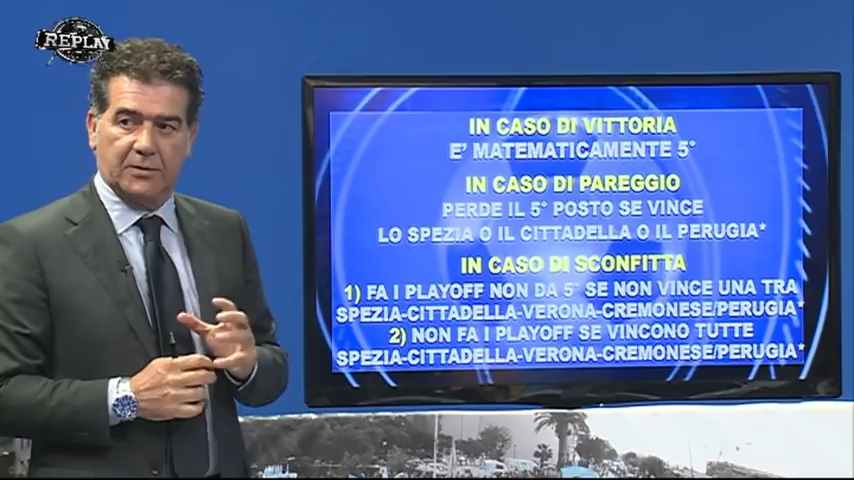 REPLAY
IN CASO DI VITTORIA
E' MATEMATICAMENTE 5°
IN CASO DI PAREGGIO
PERDE IL 5° POSTO SE VINCE
LO SPEZIA O IL CITTADELLA O IL PERUGIA*
IN CASO DI SCONFITTA
1) FA I PLAYOFF NON DA 5° SE NON VINCE UNA TRA
SPEZIA-CITTADELLA-VERONA-CREMONESE/PERUGIA*
2) NON FA I PLAYOFF SE VINCONO TUTTE
SPEZIA-CITTADELLA-VERONA-CREMONESE/PERUGIA*